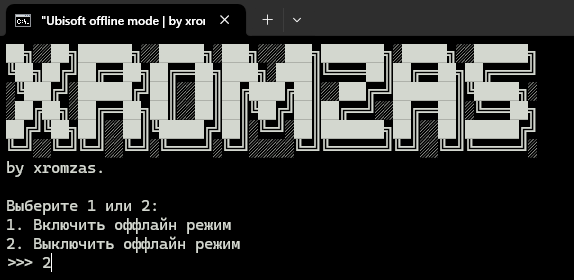 "Ubisoft offline mode | by xror
XROMZAS
by xromzas.
Выберите 1 или 2:
1. Включить оффлайн режим
2. Выключить оффлайн режим
>>> 2